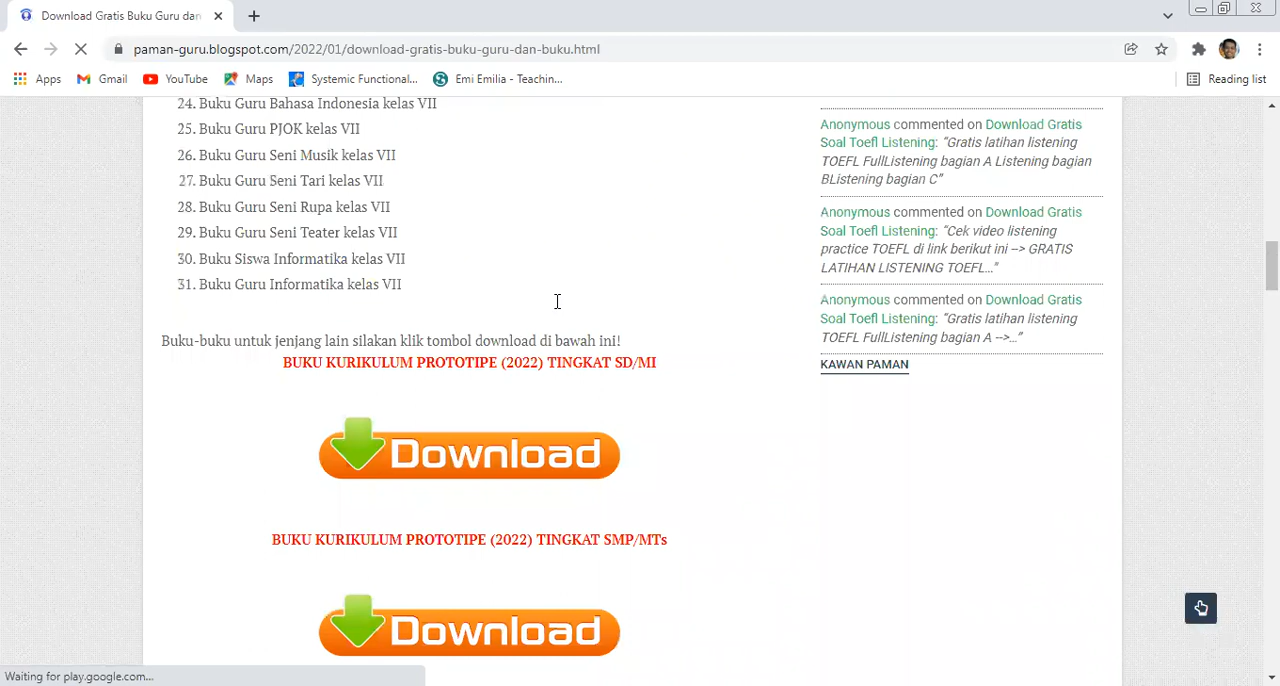 Download Gratis Buku Guru dan
paman-guru.blogspot.com/2022/01/download-gratis-buku-guru-dan-buku.html
Apps
Gmail
YouTube
Maps
Systemic Functional...
Emi Emilia - Teachin...
Reading list
24. Buku Guru Bahasa Indonesia kelas VII
25. Buku Guru PJOK kelas VII
26. Buku Guru Seni Musik kelas VII
27. Buku Guru Seni Tari kelas VII
28. Buku Guru Seni Rupa kelas VII
29. Buku Guru Seni Teater kelas VII
30. Buku Siswa Informatika kelas VII
31. Buku Guru Informatika kelas VII
Buku-buku untuk jenjang lain silakan klik tombol download di bawah ini!
BUKU KURIKULUM PROTOTIPE (2022) TINGKAT SD/MI
Download
BUKU KURIKULUM PROTOTIPE (2022) TINGKAT SMP/MTs
Download
Anonymous commented on Download Gratis
Soal Toefl Listening: “Gratis latihan listening
TOEFL FullListening bagian A Listening bagian
BListening bagian C”
Anonymous commented on Download Gratis
Soal Toefl Listening: “Cek video listening
practice TOEFL di link berikut ini --> GRATIS
LATIHAN LISTENING TOEFL...”
Anonymous commented on Download Gratis
Soal Toefl Listening: “Gratis latihan listening
TOEFL FullListening bagian A -->...”
KAWAN PAMAN
Waiting for play.google.com...